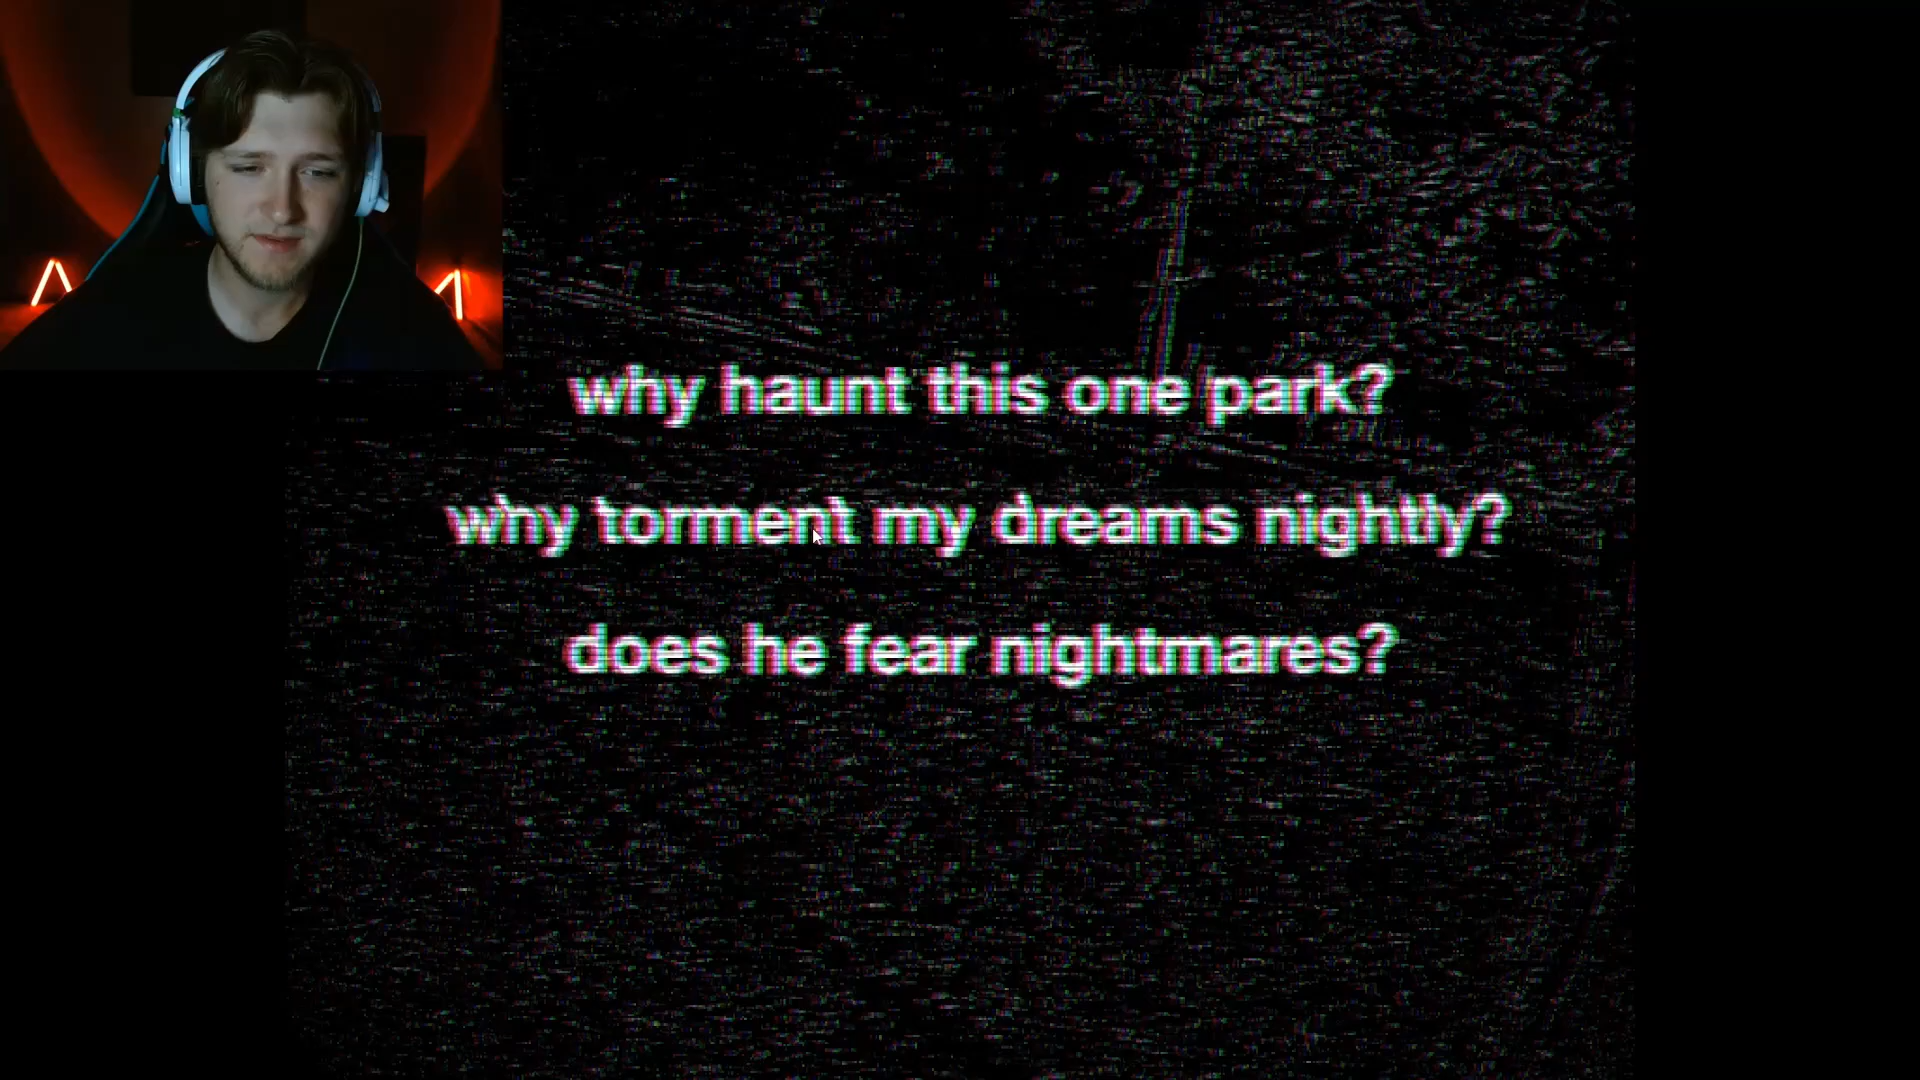 why haunt this one park?
why torment my dreams nightly?
does he fear nightmares?